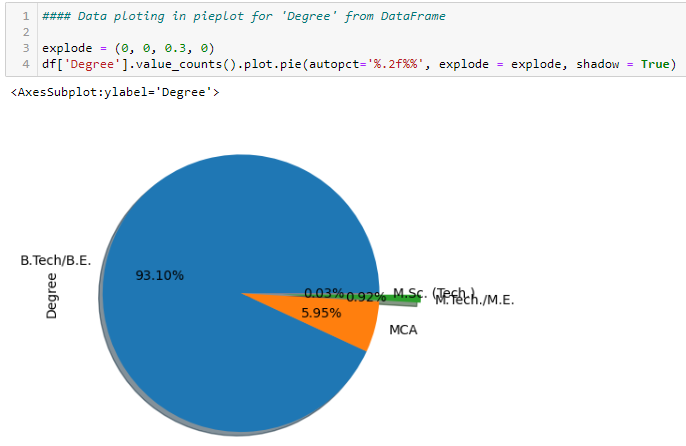 1 #### Data ploting in pieplot for 'Degree' from DataFrame
2
3 explode = (0, 0, 0.3, 0)
4 df['Degree'].value_counts().plot.pie(autopct='%.2f%%', explode = explode, shadow = True)
<AxesSubplot:ylabel='Degree'>
B.Tech/B.E.
Degree
93.10%
0.03%
M.Sc. (Tech.)
0.92%
M.Tech./M.E.
5.95%
MCA